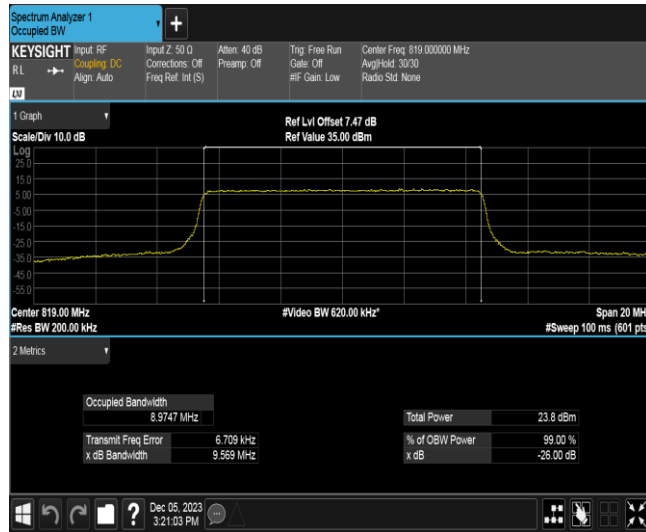 Spectrum Analyzer 1
Occupied BW
+
KEYSIGHT
RL
LXI
Input: RF
Coupling: DC
Align: Auto
Input Z: 50 Ω
Corrections: Off
Freq Ref: Int (S)
Atten: 40 dB
Preamp: Off
Trig: Free Run
Gate: Off
#IF Gain: Low
Center Freq: 819.000000 MHz
Avg|Hold: 30/30
Radio Std: None
1 Graph
Scale/Div 10.0 dB
Ref Lvl Offset 7.47 dB
Ref Value 35.00 dBm
Log
25.0
15.0
5.00
-5.00
-15.0
-25.0
-35.0
-45.0
-55.0
Center 819.00 MHz
#Res BW 200.00 kHz
#Video BW 620.00 kHz*
Span 20 MH
#Sweep 100 ms (601 pts
2 Metrics
Occupied Bandwidth
8.9747 MHz
Transmit Freq Error 6.709 kHz
x dB Bandwidth 9.569 MHz
Total Power 23.8 dBm
% of OBW Power 99.00 %
x dB -26.00 dB
?
Dec 05, 2023
3:21:03 PM